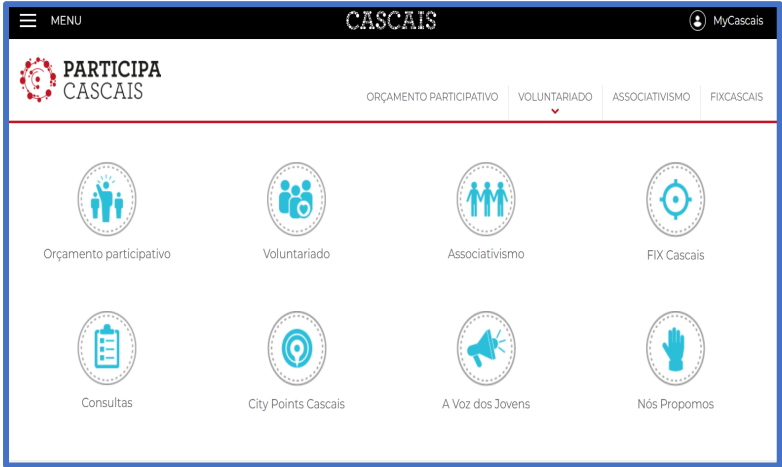 MENU
CASCAIS
MyCascais
PARTICIPA
CASCAIS
ORÇAMENTO PARTICIPATIVO
VOLUNTARIADO
ASSOCIATIVISMO
FIXCASCAIS
Orçamento participativo
Voluntariado
Associativismo
FIX Cascais
Consultas
City Points Cascais
A Voz dos Jovens
Nós Propomos